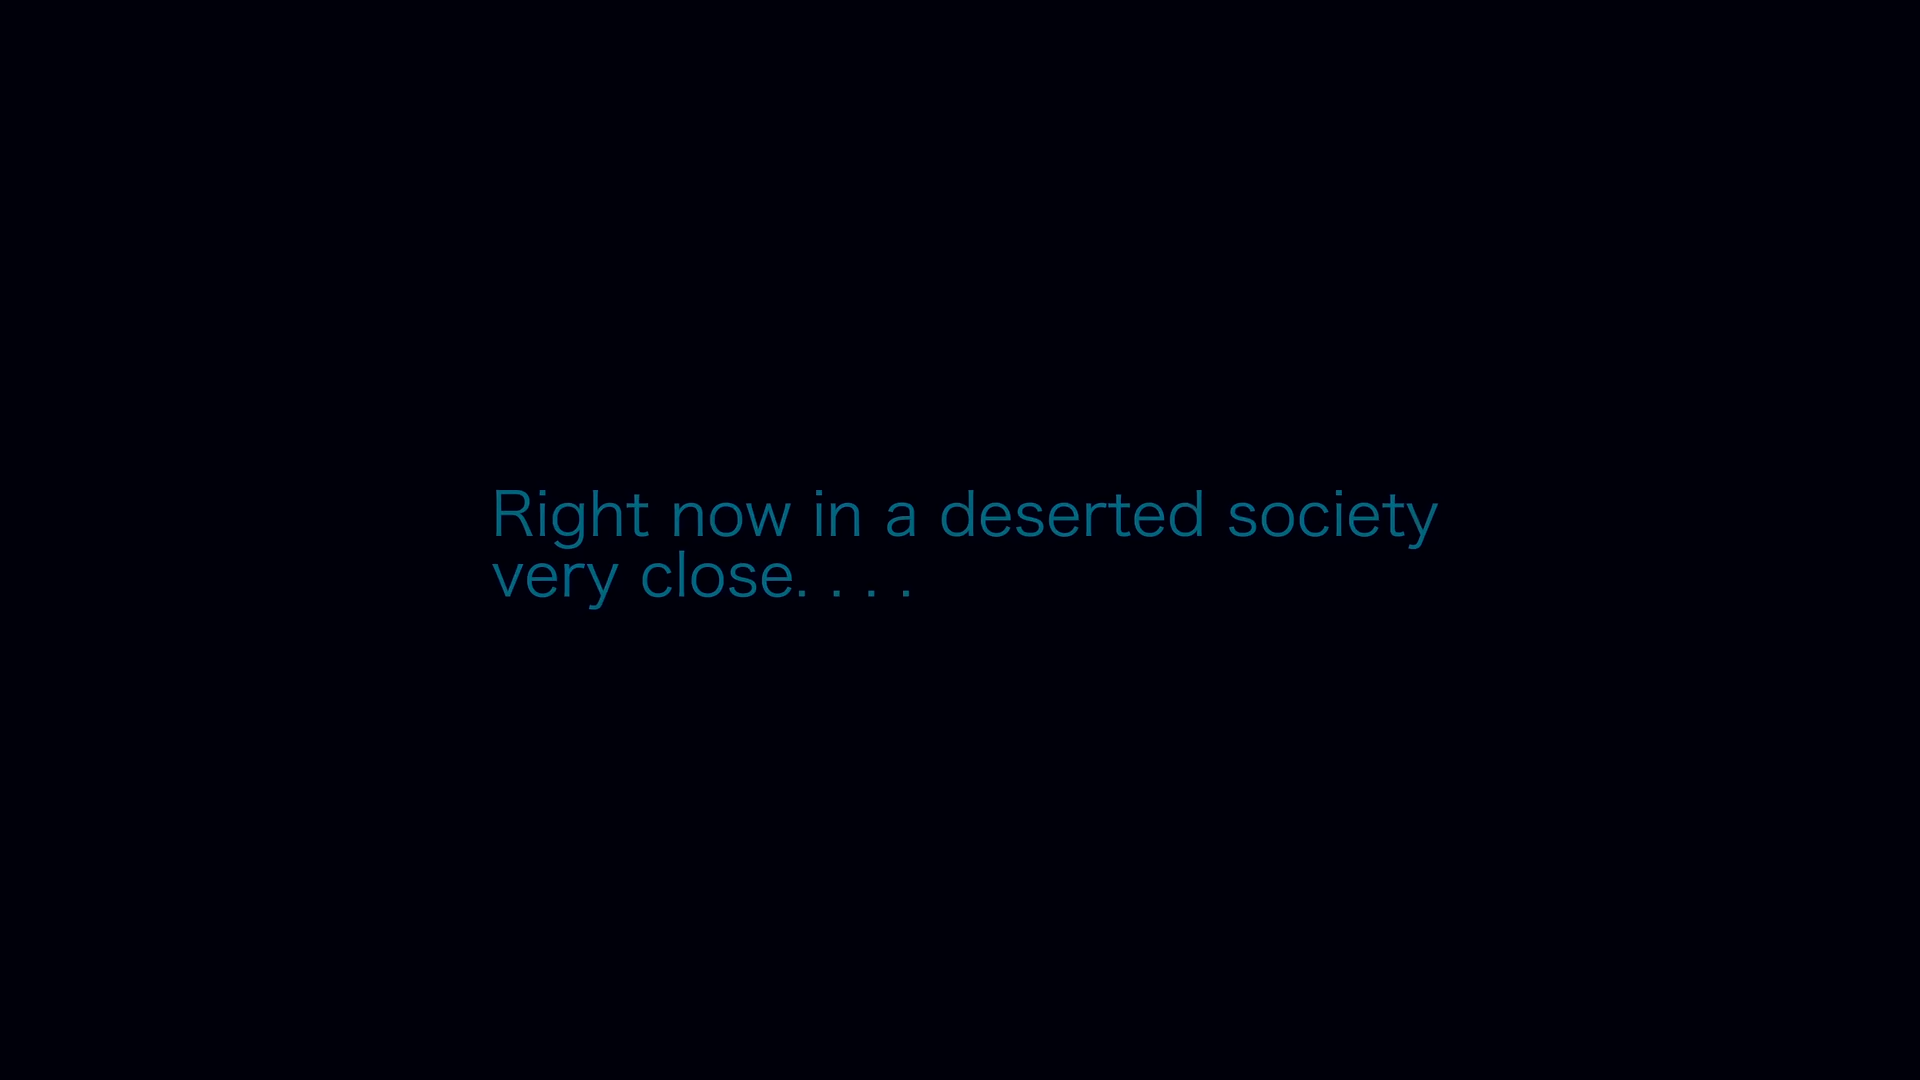 Right now in a deserted society
very close. . . .